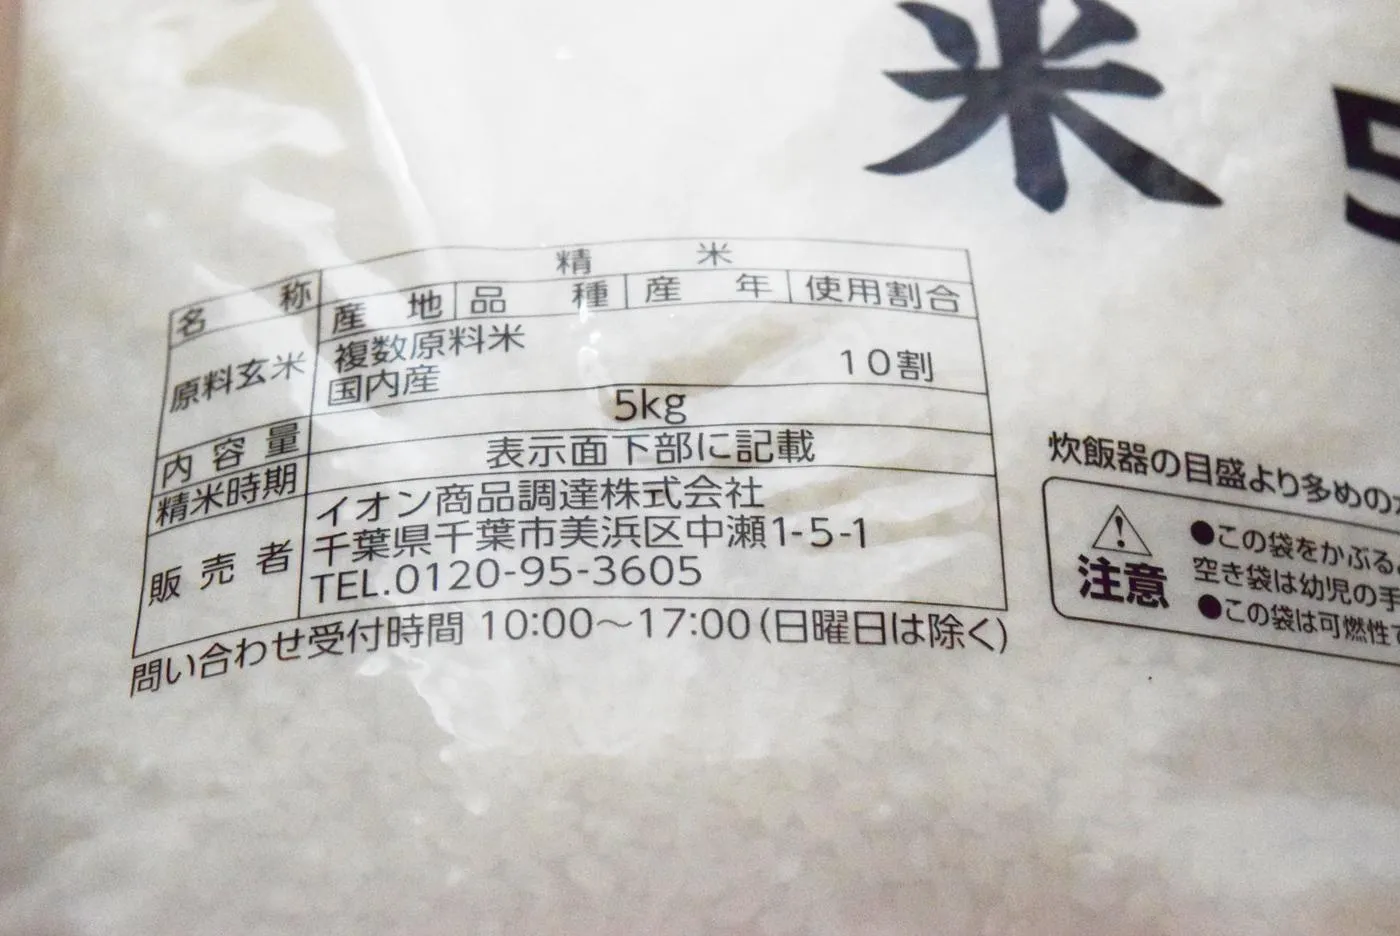 米 5
名称 精米
原料玄米 産地 品種 産年 使用割合
複数原料米
国内産 10割
内容量 5kg
精米時期 表示面下部に記載
販売者 イオン商品調達株式会社
千葉県千葉市美浜区中瀬1-5-1
TEL.0120-95-3605
問い合わせ受付時間 10:00～17:00(日曜日は除く)
炊飯器の目盛より多めの
注意
●この袋をかぶる
空き袋は幼児の手
●この袋は可燃性